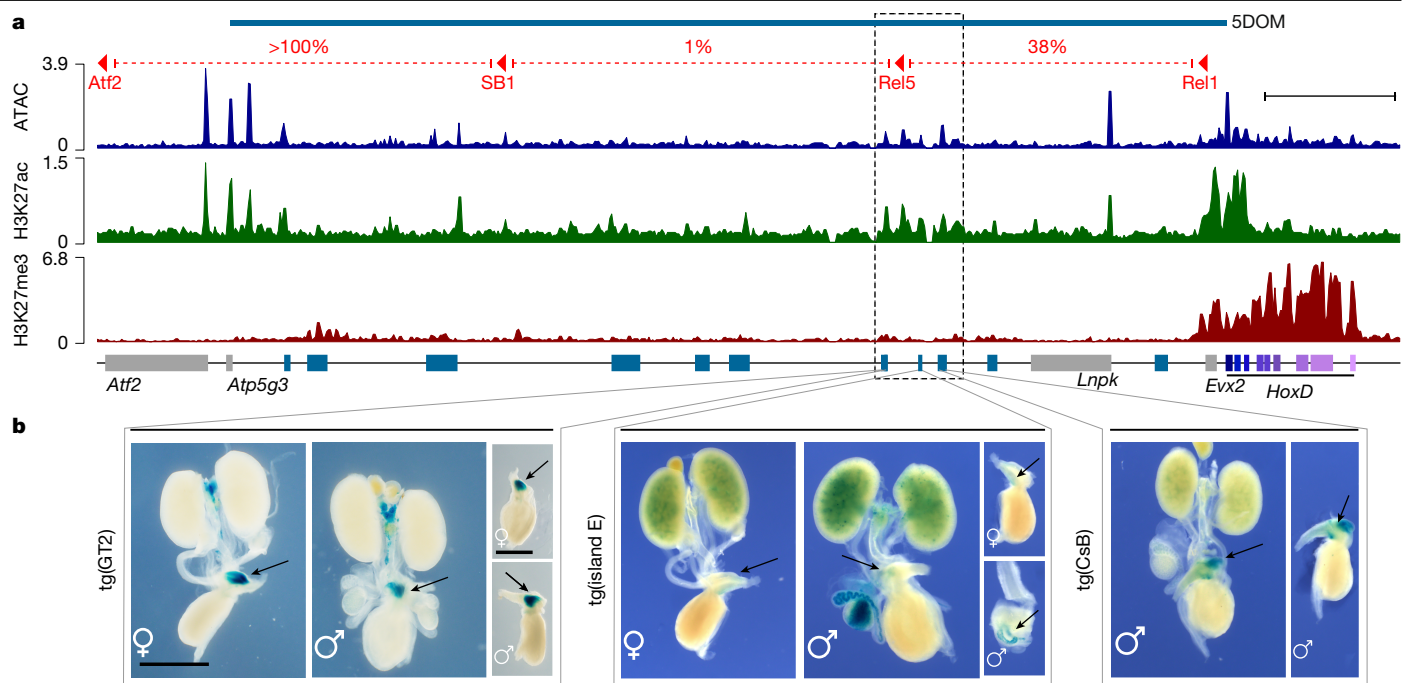 a
5DOM
>100%
1%
38%
Atf2
SB1
Rel5
Rel1
ATAC
3.9
0
H3K27ac
1.5
0
H3K27me3
6.8
0
Atf2
Atp5g3
Lnpk
Evx2
HoxD
b
tg(GT2)
♀
♂
♀
♂
tg(island E)
♀
♂
♀
♂
tg(CsB)
♂
♂